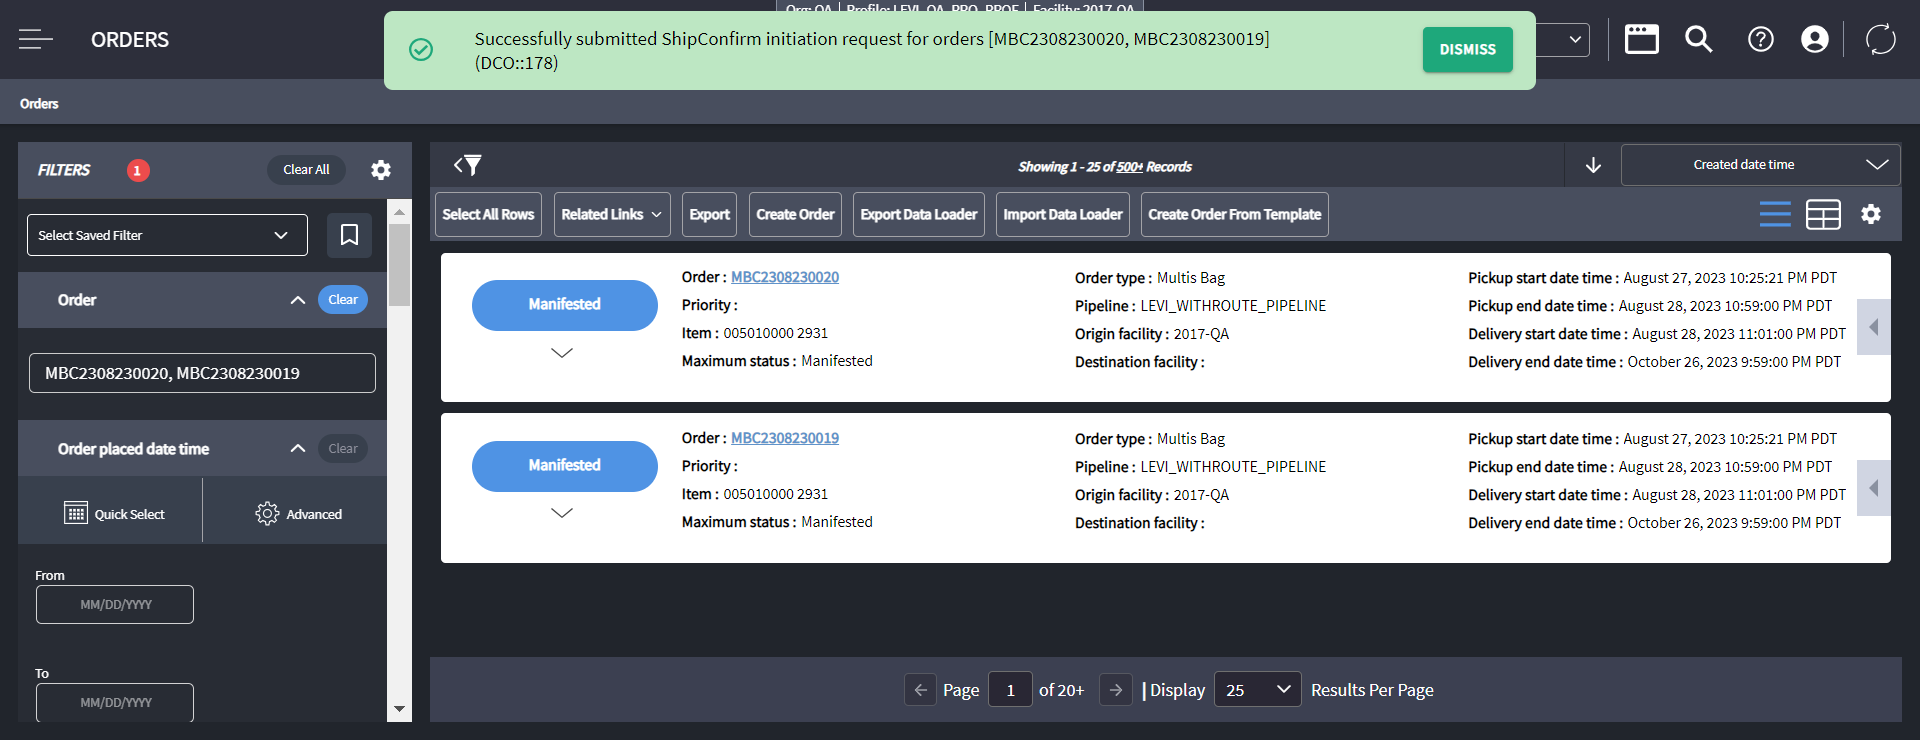 Org: QA | Profile: LEVI_QA_PRO_PROF | Facility: 2017-QA
ORDERS
Successfully submitted ShipConfirm initiation request for orders [MBC2308230020, MBC2308230019]
(DCO::178)
DISMISS
Orders
FILTERS
1
Clear All
Showing 1 - 25 of 500+ Records
Created date time
Select Saved Filter
Select All Rows
Related Links
Export
Create Order
Export Data Loader
Import Data Loader
Create Order From Template
Order
Clear
MBC2308230020, MBC2308230019
Order placed date time
Clear
Quick Select
Advanced
From
MM/DD/YYYY
To
MM/DD/YYYY
Manifested
Order : MBC2308230020
Priority :
Item : 005010000 2931
Maximum status : Manifested
Order type : Multis Bag
Pipeline : LEVI_WITHROUTE_PIPELINE
Origin facility : 2017-QA
Destination facility :
Pickup start date time : August 27, 2023 10:25:21 PM PDT
Pickup end date time : August 28, 2023 10:59:00 PM PDT
Delivery start date time : August 28, 2023 11:01:00 PM PDT
Delivery end date time : October 26, 2023 9:59:00 PM PDT
Manifested
Order : MBC2308230019
Priority :
Item : 005010000 2931
Maximum status : Manifested
Order type : Multis Bag
Pipeline : LEVI_WITHROUTE_PIPELINE
Origin facility : 2017-QA
Destination facility :
Pickup start date time : August 27, 2023 10:25:21 PM PDT
Pickup end date time : August 28, 2023 10:59:00 PM PDT
Delivery start date time : August 28, 2023 11:01:00 PM PDT
Delivery end date time : October 26, 2023 9:59:00 PM PDT
Page 1 of 20+ | Display 25 Results Per Page